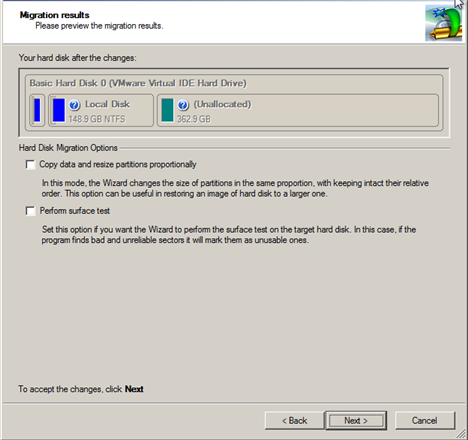 Migration results
Please preview the migration results.
Your hard disk after the changes:
Basic Hard Disk 0 (VMware Virtual IDE Hard Drive)
Local Disk
148.9 GB NTFS
(Unallocated)
362.9 GB
Hard Disk Migration Options
Copy data and resize partitions proportionally
In this mode, the Wizard changes the size of partitions in the same proportion, with keeping intact their relative
order. This option can be useful in restoring an image of hard disk to a larger one.
Perform surface test
Set this option if you want the Wizard to perform the surface test on the target hard disk. In this case, if the
program finds bad and unreliable sectors it will mark them as unusable ones.
To accept the changes, click Next
< Back
Next >
Cancel